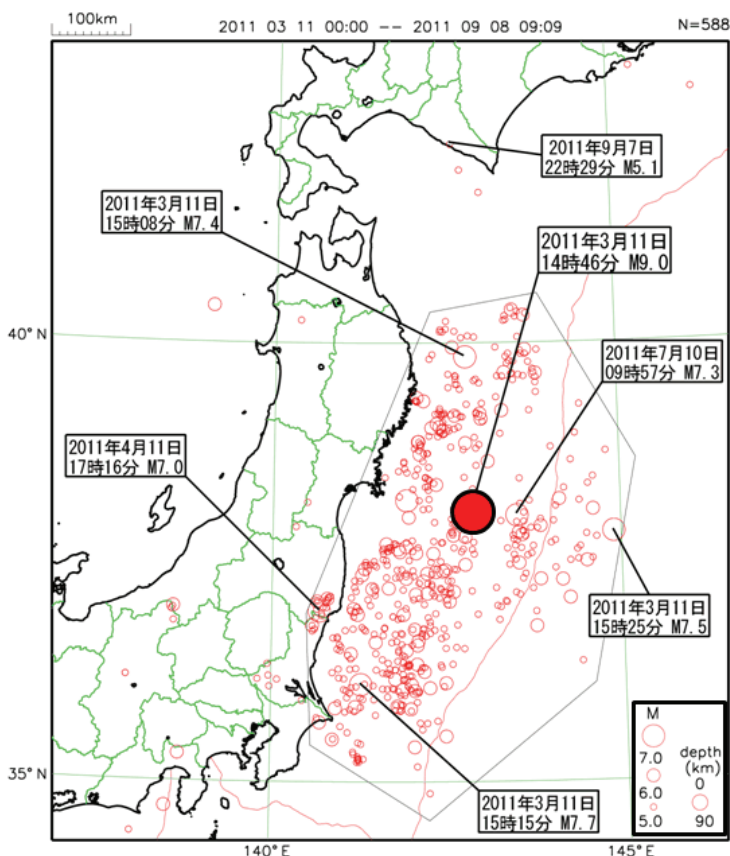 100km
2011 03 11 00:00 -- 2011 09 08 09:09
N=588
2011年9月7日
22時29分 M5.1
2011年3月11日
15時08分 M7.4
2011年3月11日
14時46分 M9.0
40°N
2011年7月10日
09時57分 M7.3
2011年4月11日
17時16分 M7.0
2011年3月11日
15時25分 M7.5
M
7.0
6.0
5.0
depth
(km)
0
90
35°N
2011年3月11日
15時15分 M7.7
140°E
145°E